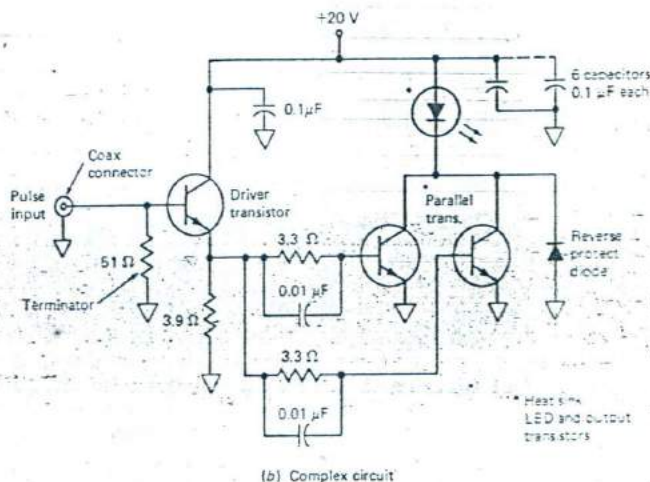 +20 V
6 capacitors
0.1 µF each
0.1 µF
Coax
connector
Pulse
input
Driver
transistor
Parallel
trans.
51 Ω
3.3 Ω
Reverse
protect
diode
Terminator
0.01 µF
3.9 Ω
3.3 Ω
0.01 µF
* Heat sink
LED and output
transistors
(b) Complex circuit